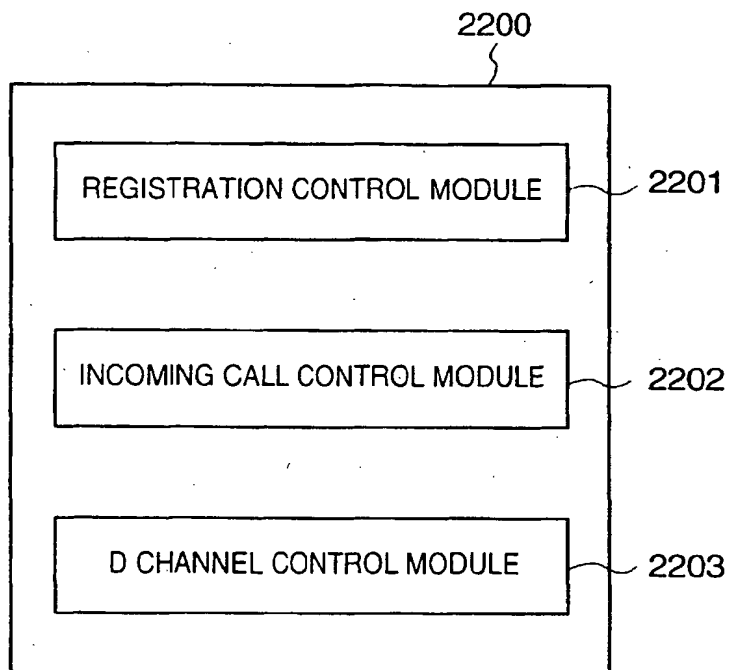 2200
REGISTRATION CONTROL MODULE 2201
INCOMING CALL CONTROL MODULE 2202
D CHANNEL CONTROL MODULE 2203